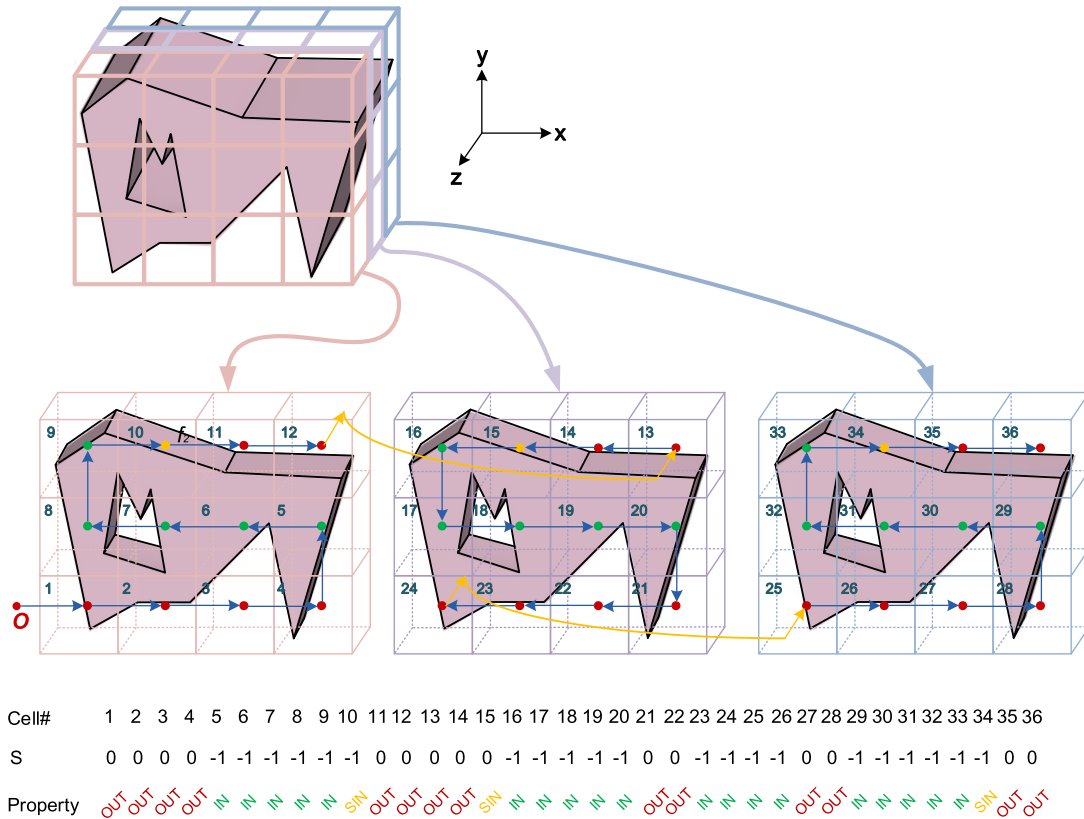 y
x
z
9 10 f2 11 12
16 15 14 13
33 34 35 36
8 7 6 5
17 18 19 20
32 31 30 29
1 2 3 4
24 23 22 21
25 26 27 28
O
Cell# 1 2 3 4 5 6 7 8 9 10 11 12 13 14 15 16 17 18 19 20 21 22 23 24 25 26 27 28 29 30 31 32 33 34 35 36
S 0 0 0 0 -1 -1 -1 -1 -1 -1 0 0 0 0 0 -1 -1 -1 -1 -1 0 0 -1 -1 -1 -1 0 0 -1 -1 -1 -1 -1 -1 0 0
Property OUT OUT OUT OUT IN IN IN IN IN SIN OUT OUT OUT OUT SIN IN IN IN IN IN OUT OUT IN IN IN IN OUT OUT IN IN IN IN IN SIN OUT OUT